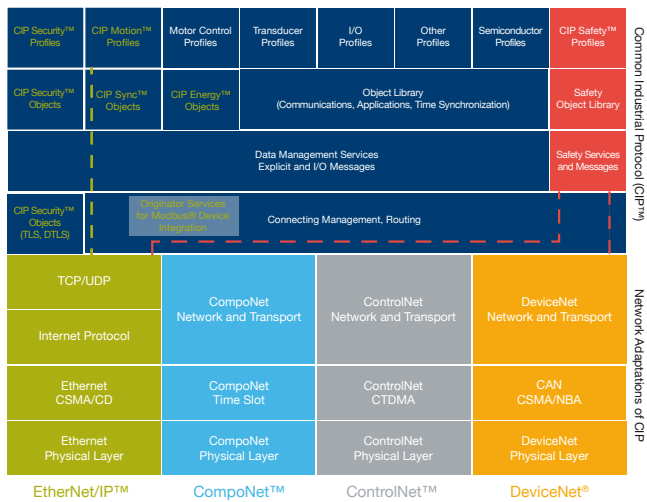 CIP Security™
Profiles
CIP Motion™
Profiles
Motor Control
Profiles
Transducer
Profiles
I/O
Profiles
Other
Profiles
Semiconductor
Profiles
CIP Safety™
Profiles
CIP Security™
Objects
CIP Sync™
Objects
CIP Energy™
Objects
Object Library
(Communications, Applications, Time Synchronization)
Safety
Object Library
Data Management Services
Explicit and I/O Messages
Safety Services
and Messages
CIP Security™
Objects
(TLS, DTLS)
Originator Services
for Modbus® Device
Integration
Connecting Management, Routing
Common Industrial Protocol (CIP™)
TCP/UDP
Internet Protocol
CompoNet
Network and Transport
ControlNet
Network and Transport
DeviceNet
Network and Transport
Ethernet
CSMA/CD
CompoNet
Time Slot
ControlNet
CTDMA
CAN
CSMA/NBA
Ethernet
Physical Layer
CompoNet
Physical Layer
ControlNet
Physical Layer
DeviceNet
Physical Layer
Network Adaptations of CIP
EtherNet/IP™
CompoNet™
ControlNet™
DeviceNet®